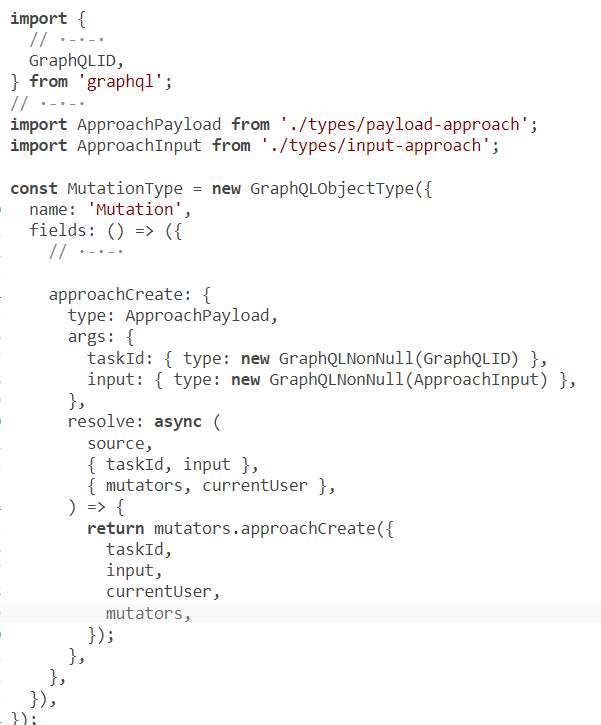 import {
  // ·-·-·
  GraphQLID,
} from 'graphql';
// ·-·-·
import ApproachPayload from './types/payload-approach';
import ApproachInput from './types/input-approach';

const MutationType = new GraphQLObjectType({
  name: 'Mutation',
  fields: () => ({
    // ·-·-·

    approachCreate: {
      type: ApproachPayload,
      args: {
        taskId: { type: new GraphQLNonNull(GraphQLID) },
        input: { type: new GraphQLNonNull(ApproachInput) },
      },
      resolve: async (
        source,
        { taskId, input },
        { mutators, currentUser },
      ) => {
        return mutators.approachCreate({
          taskId,
          input,
          currentUser,
          mutators,
        });
      },
    },
  }),
});